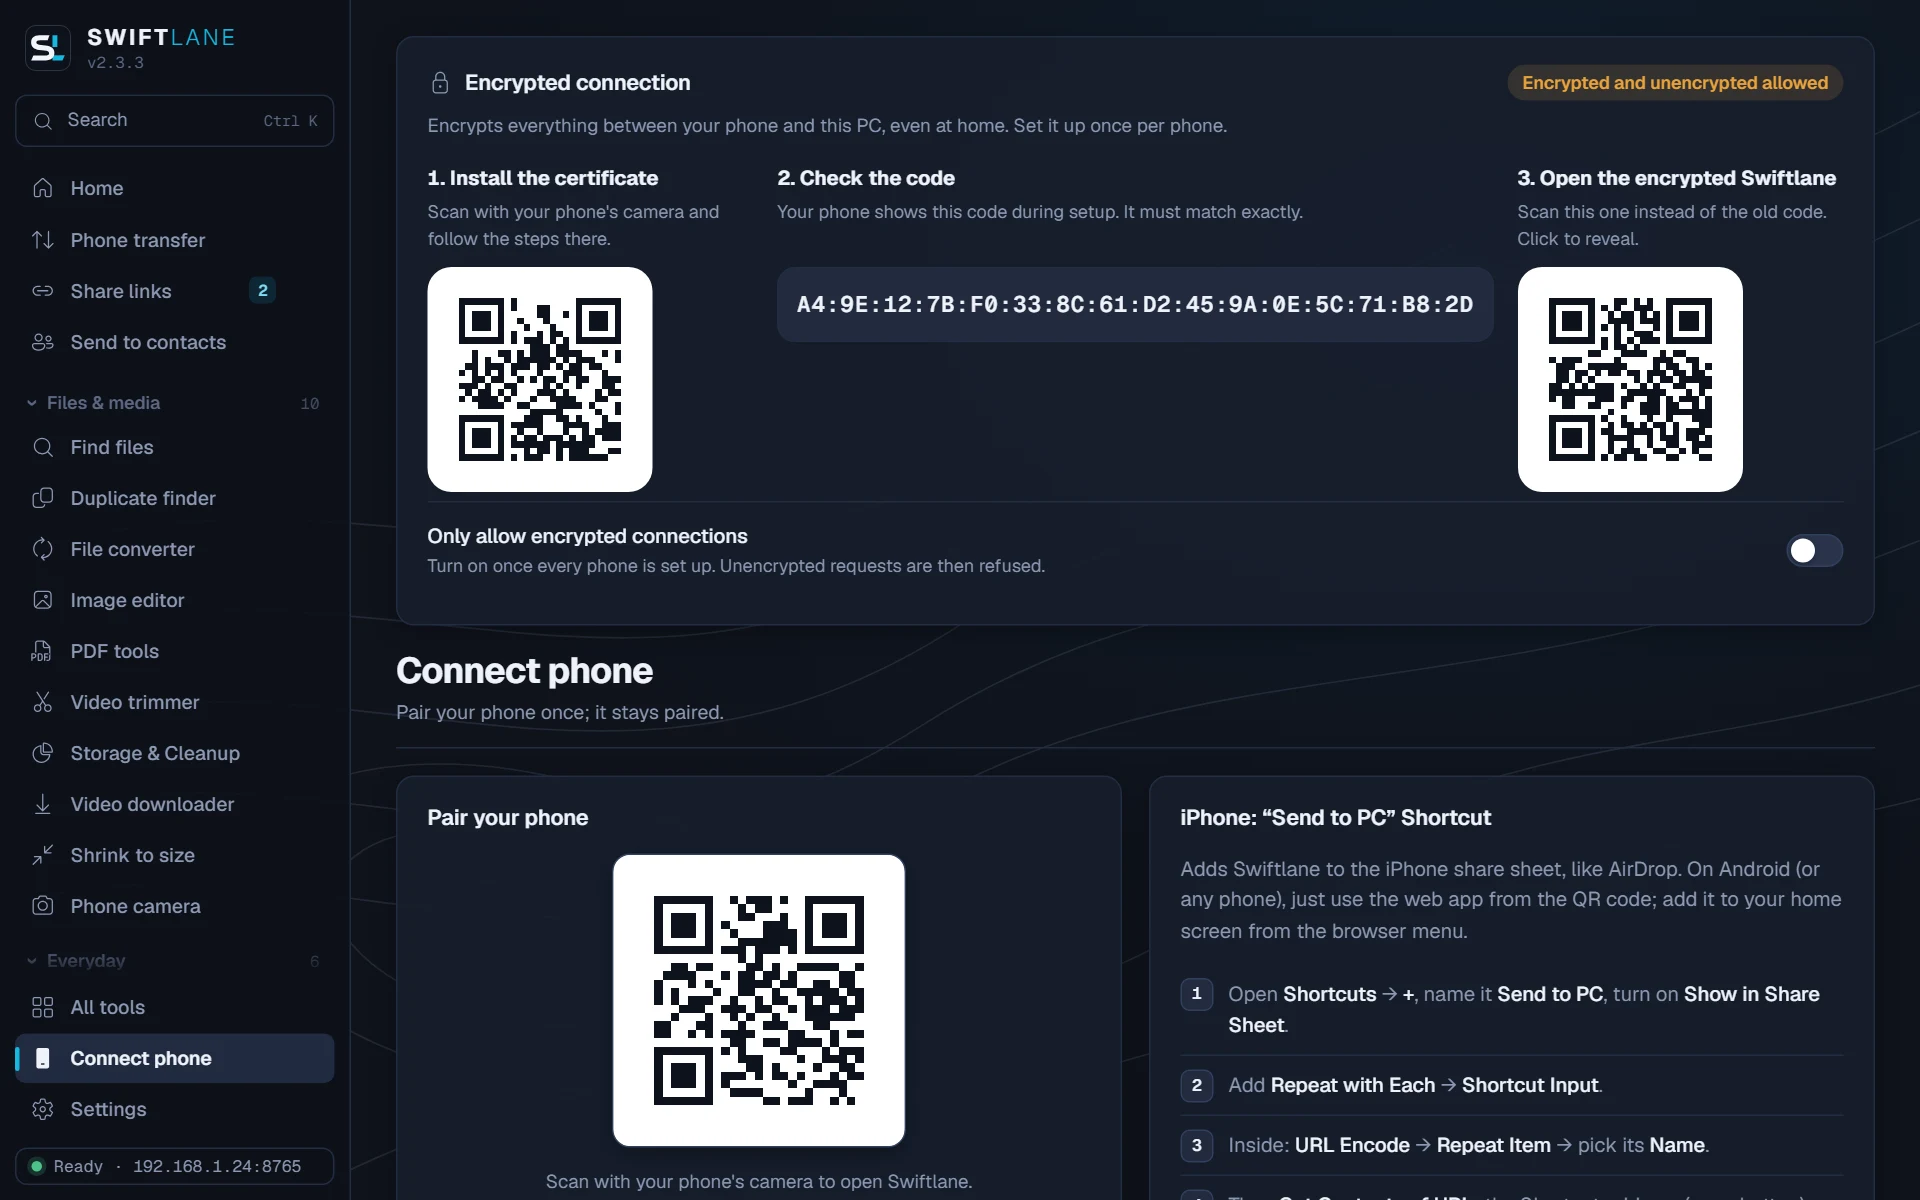 SWIFTLANE
v2.3.3
Search Ctrl K
Home
Phone transfer
Share links 2
Send to contacts
Files & media 10
Find files
Duplicate finder
File converter
Image editor
PDF tools
Video trimmer
Storage & Cleanup
Video downloader
Shrink to size
Phone camera
Everyday 6
All tools
Connect phone
Settings
Ready · 192.168.1.24:8765
Encrypted connection
Encrypted and unencrypted allowed
Encrypts everything between your phone and this PC, even at home. Set it up once per phone.
1. Install the certificate
Scan with your phone's camera and
follow the steps there.
2. Check the code
Your phone shows this code during setup. It must match exactly.
A4:9E:12:7B:F0:33:8C:61:D2:45:9A:0E:5C:71:B8:2D
3. Open the encrypted Swiftlane
Scan this one instead of the old code.
Click to reveal.
Only allow encrypted connections
Turn on once every phone is set up. Unencrypted requests are then refused.
Connect phone
Pair your phone once; it stays paired.
Pair your phone
Scan with your phone's camera to open Swiftlane.
iPhone: “Send to PC” Shortcut
Adds Swiftlane to the iPhone share sheet, like AirDrop. On Android (or
any phone), just use the web app from the QR code; add it to your home
screen from the browser menu.
1 Open Shortcuts → +, name it Send to PC, turn on Show in Share
Sheet.
2 Add Repeat with Each → Shortcut Input.
3 Inside: URL Encode → Repeat Item → pick its Name.